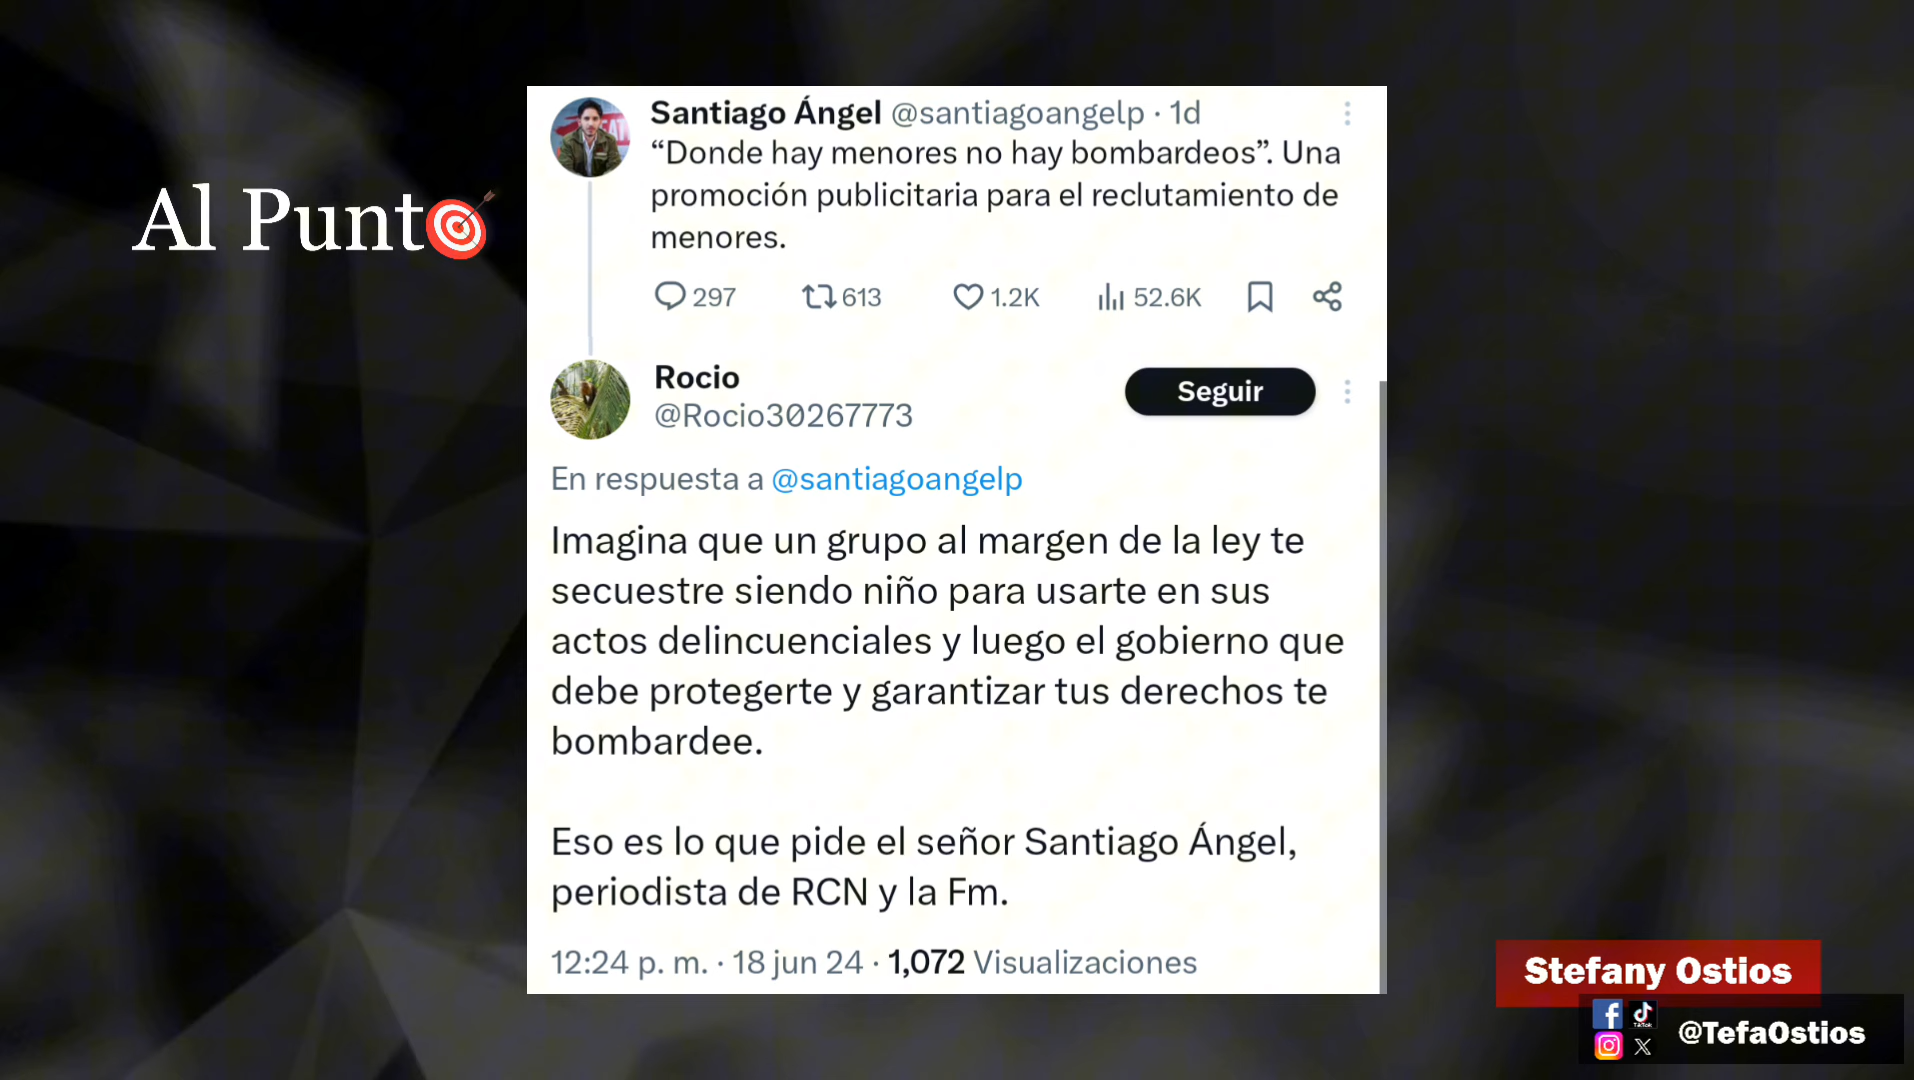 Al Punto
Santiago Ángel @santiagoangelp · 1d
“Donde hay menores no hay bombardeos”. Una
promoción publicitaria para el reclutamiento de
menores.
297 613 1.2K 52.6K
Rocio
@Rocio30267773
Seguir
En respuesta a @santiagoangelp
Imagina que un grupo al margen de la ley te
secuestre siendo niño para usarte en sus
actos delincuenciales y luego el gobierno que
debe protegerte y garantizar tus derechos te
bombardee.
Eso es lo que pide el señor Santiago Ángel,
periodista de RCN y la Fm.
12:24 p. m. · 18 jun 24 · 1,072 Visualizaciones
Stefany Ostios
@TefaOstios